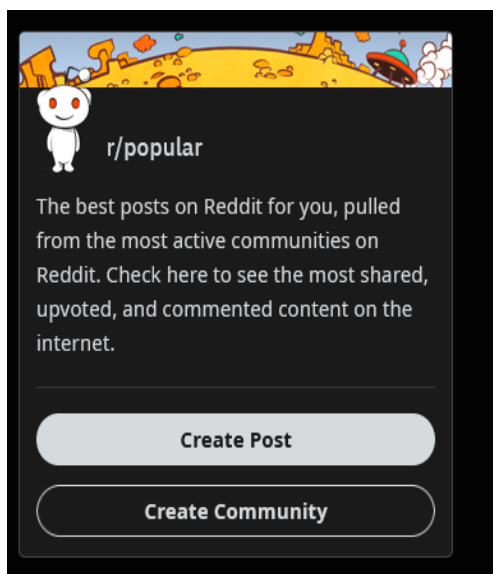 r/popular
The best posts on Reddit for you, pulled
from the most active communities on
Reddit. Check here to see the most shared,
upvoted, and commented content on the
internet.
Create Post
Create Community